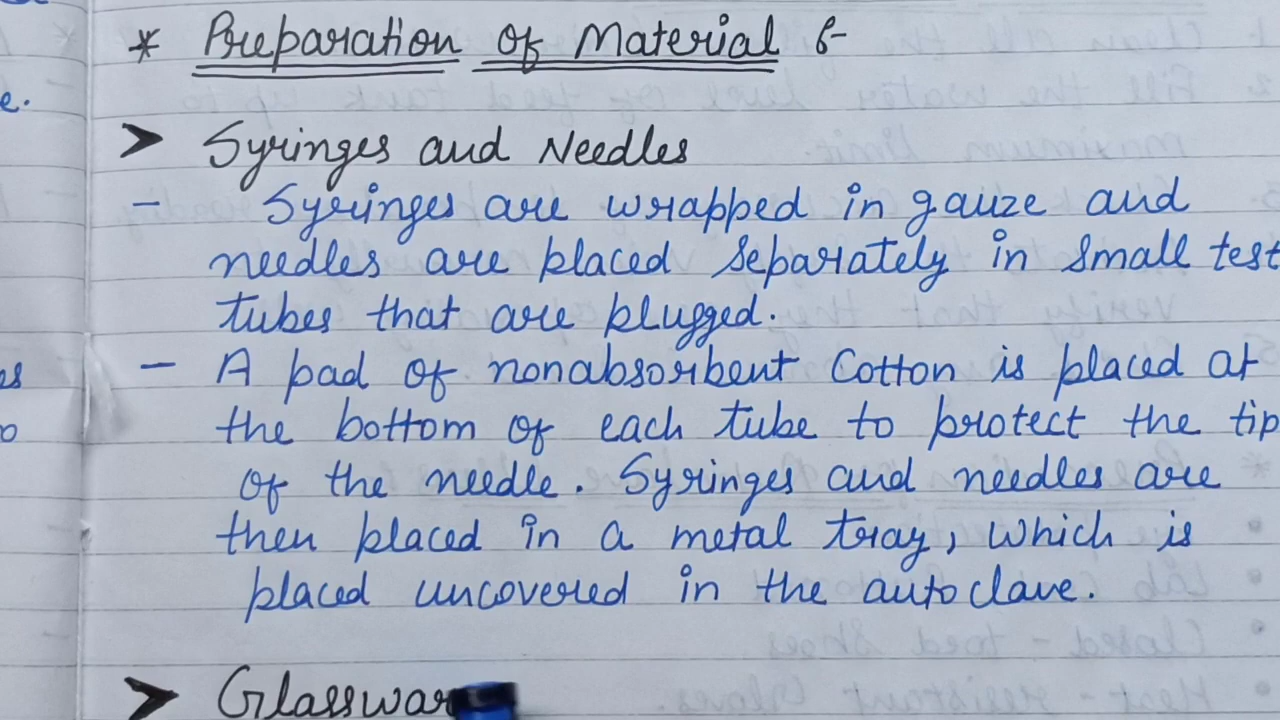 * Preparation of Material :-
➤ Syringes and Needles
- Syringes are wrapped in gauze and
needles are placed separately in small test
tubes that are plugged.
- A pad of nonabsorbent Cotton is placed at
the bottom of each tube to protect the tip
of the needle. Syringes and needles are
then placed in a metal tray, which is
placed uncovered in the autoclave.
➤ Glasswar